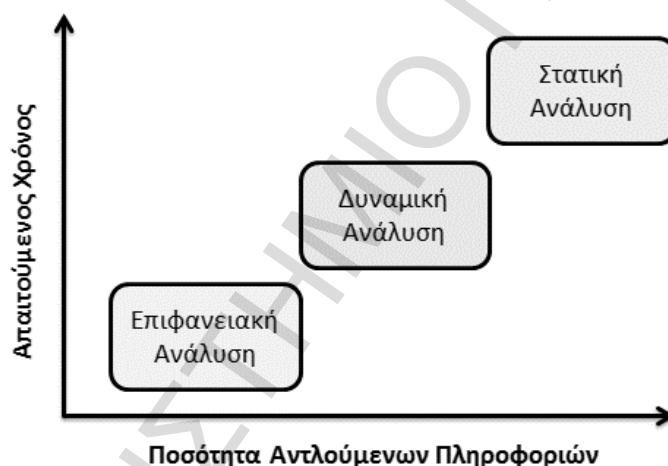 Στατική
Ανάλυση
Δυναμική
Ανάλυση
Επιφανειακή
Ανάλυση
Απαιτούμενος Χρόνος
Ποσότητα Αντλούμενων Πληροφοριών